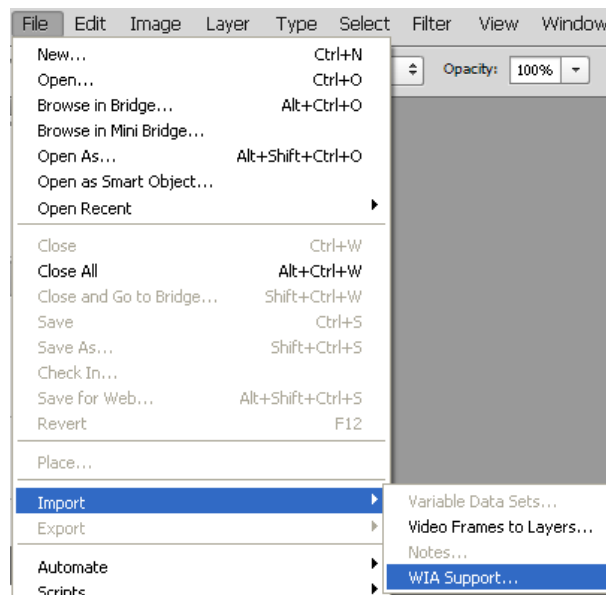 File Edit Image Layer Type Select Filter View Window
New... Ctrl+N
Open... Ctrl+O
Opacity: 100%
Browse in Bridge... Alt+Ctrl+O
Browse in Mini Bridge...
Open As... Alt+Shift+Ctrl+O
Open as Smart Object...
Open Recent
Close Ctrl+W
Close All Alt+Ctrl+W
Close and Go to Bridge... Shift+Ctrl+W
Save Ctrl+S
Save As... Shift+Ctrl+S
Check In...
Save for Web... Alt+Shift+Ctrl+S
Revert F12
Place...
Import
Export
Automate
Scripts
Variable Data Sets...
Video Frames to Layers...
Notes...
WIA Support...